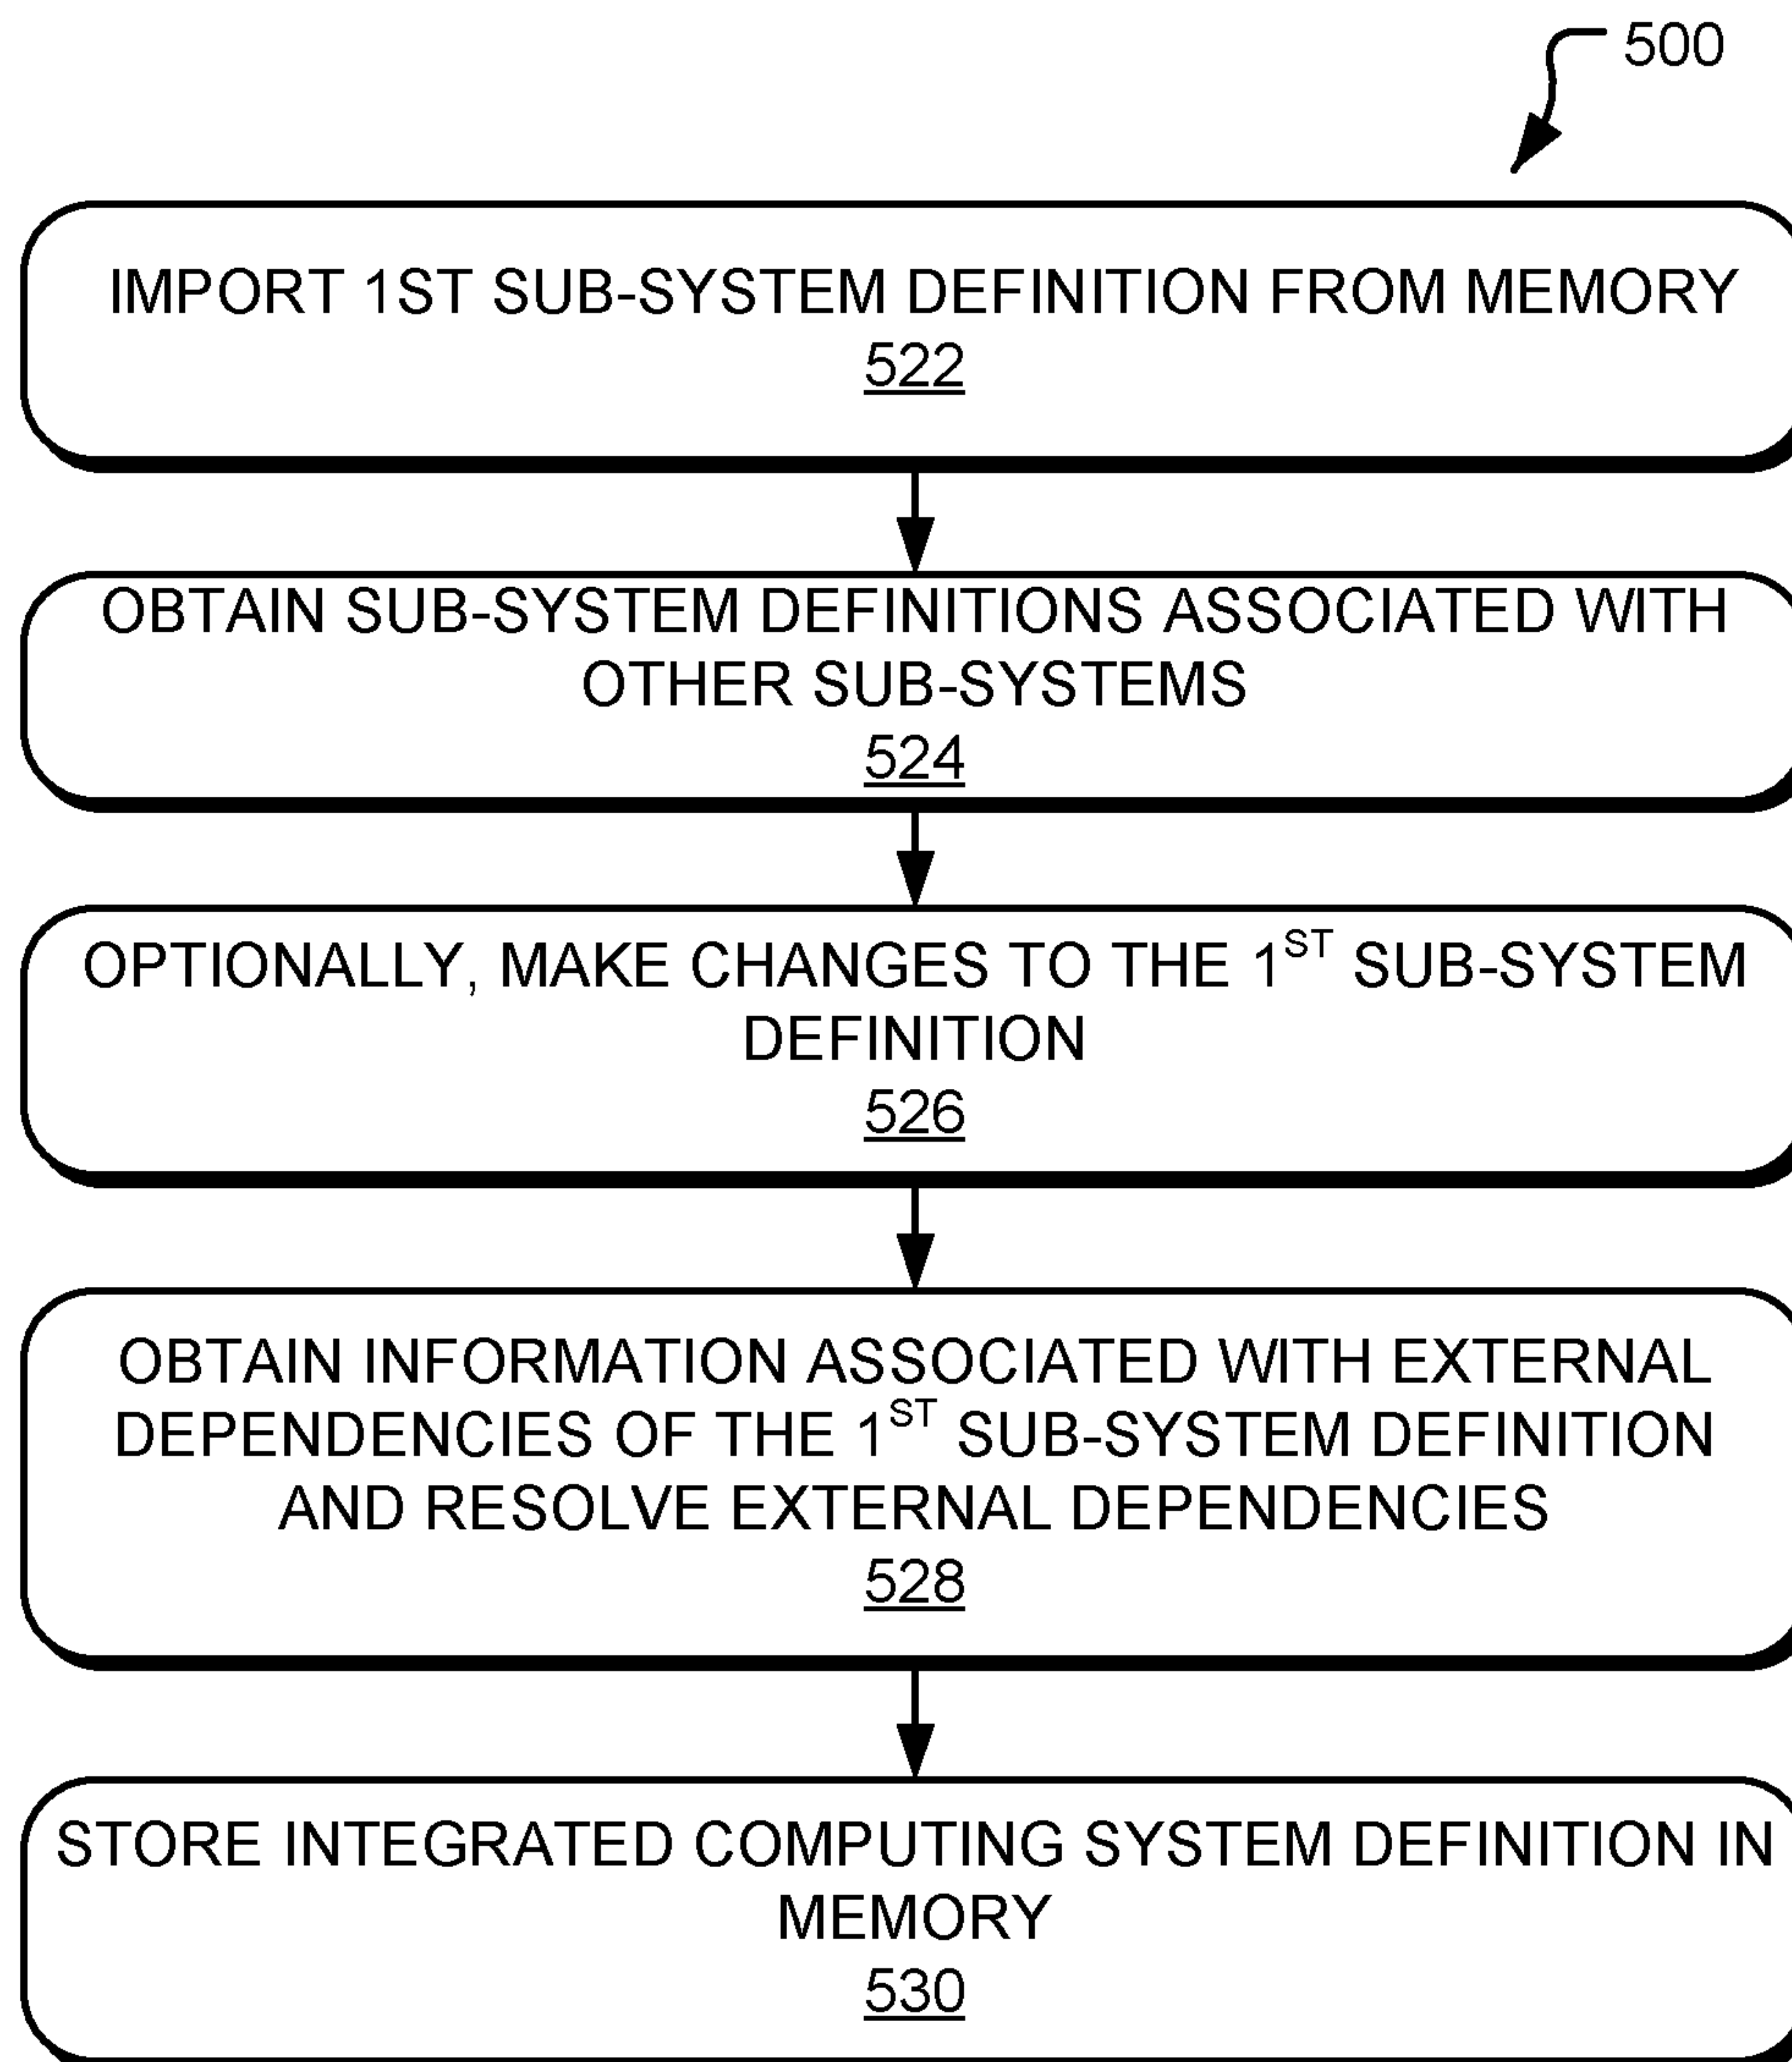 500
IMPORT 1ST SUB-SYSTEM DEFINITION FROM MEMORY
522
OBTAIN SUB-SYSTEM DEFINITIONS ASSOCIATED WITH
OTHER SUB-SYSTEMS
524
OPTIONALLY, MAKE CHANGES TO THE 1ST SUB-SYSTEM
DEFINITION
526
OBTAIN INFORMATION ASSOCIATED WITH EXTERNAL
DEPENDENCIES OF THE 1ST SUB-SYSTEM DEFINITION
AND RESOLVE EXTERNAL DEPENDENCIES
528
STORE INTEGRATED COMPUTING SYSTEM DEFINITION IN
MEMORY
530